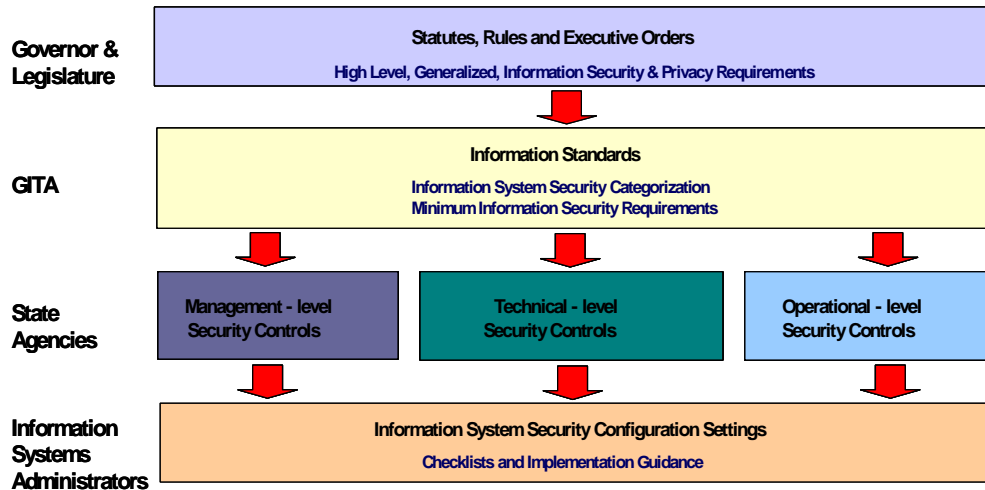 Governor &
Legislature
Statutes, Rules and Executive Orders
High Level, Generalized, Information Security & Privacy Requirements
GITA
Information Standards
Information System Security Categorization
Minimum Information Security Requirements
State
Agencies
Management - level
Security Controls
Technical - level
Security Controls
Operational - level
Security Controls
Information
Systems
Administrators
Information System Security Configuration Settings
Checklists and Implementation Guidance